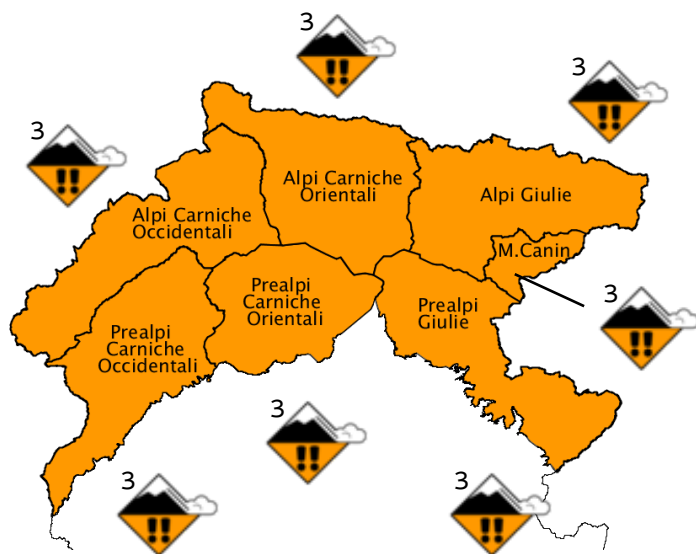 3
3
3
Alpi Carniche
Orientali
Alpi Giulie
Alpi Carniche
Occidentali
M.Canin
Prealpi
Carniche
Orientali
3
Prealpi
Giulie
Prealpi
Carniche
Occidentali
3
3
3
!!
!!
!!
!!
!!
!!
!!